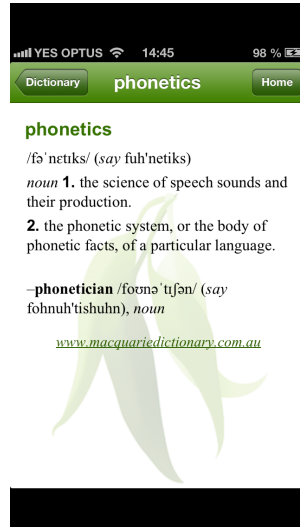 YES OPTUS 14:45 98 %
Dictionary phonetics Home
phonetics
/fəˈnɛtɪks/ (say fuh'netiks)
noun 1. the science of speech sounds and
their production.
2. the phonetic system, or the body of
phonetic facts, of a particular language.
–phonetician /foʊnəˈtɪʃən/ (say
fohnuh'tishuhn), noun
www.macquariedictionary.com.au